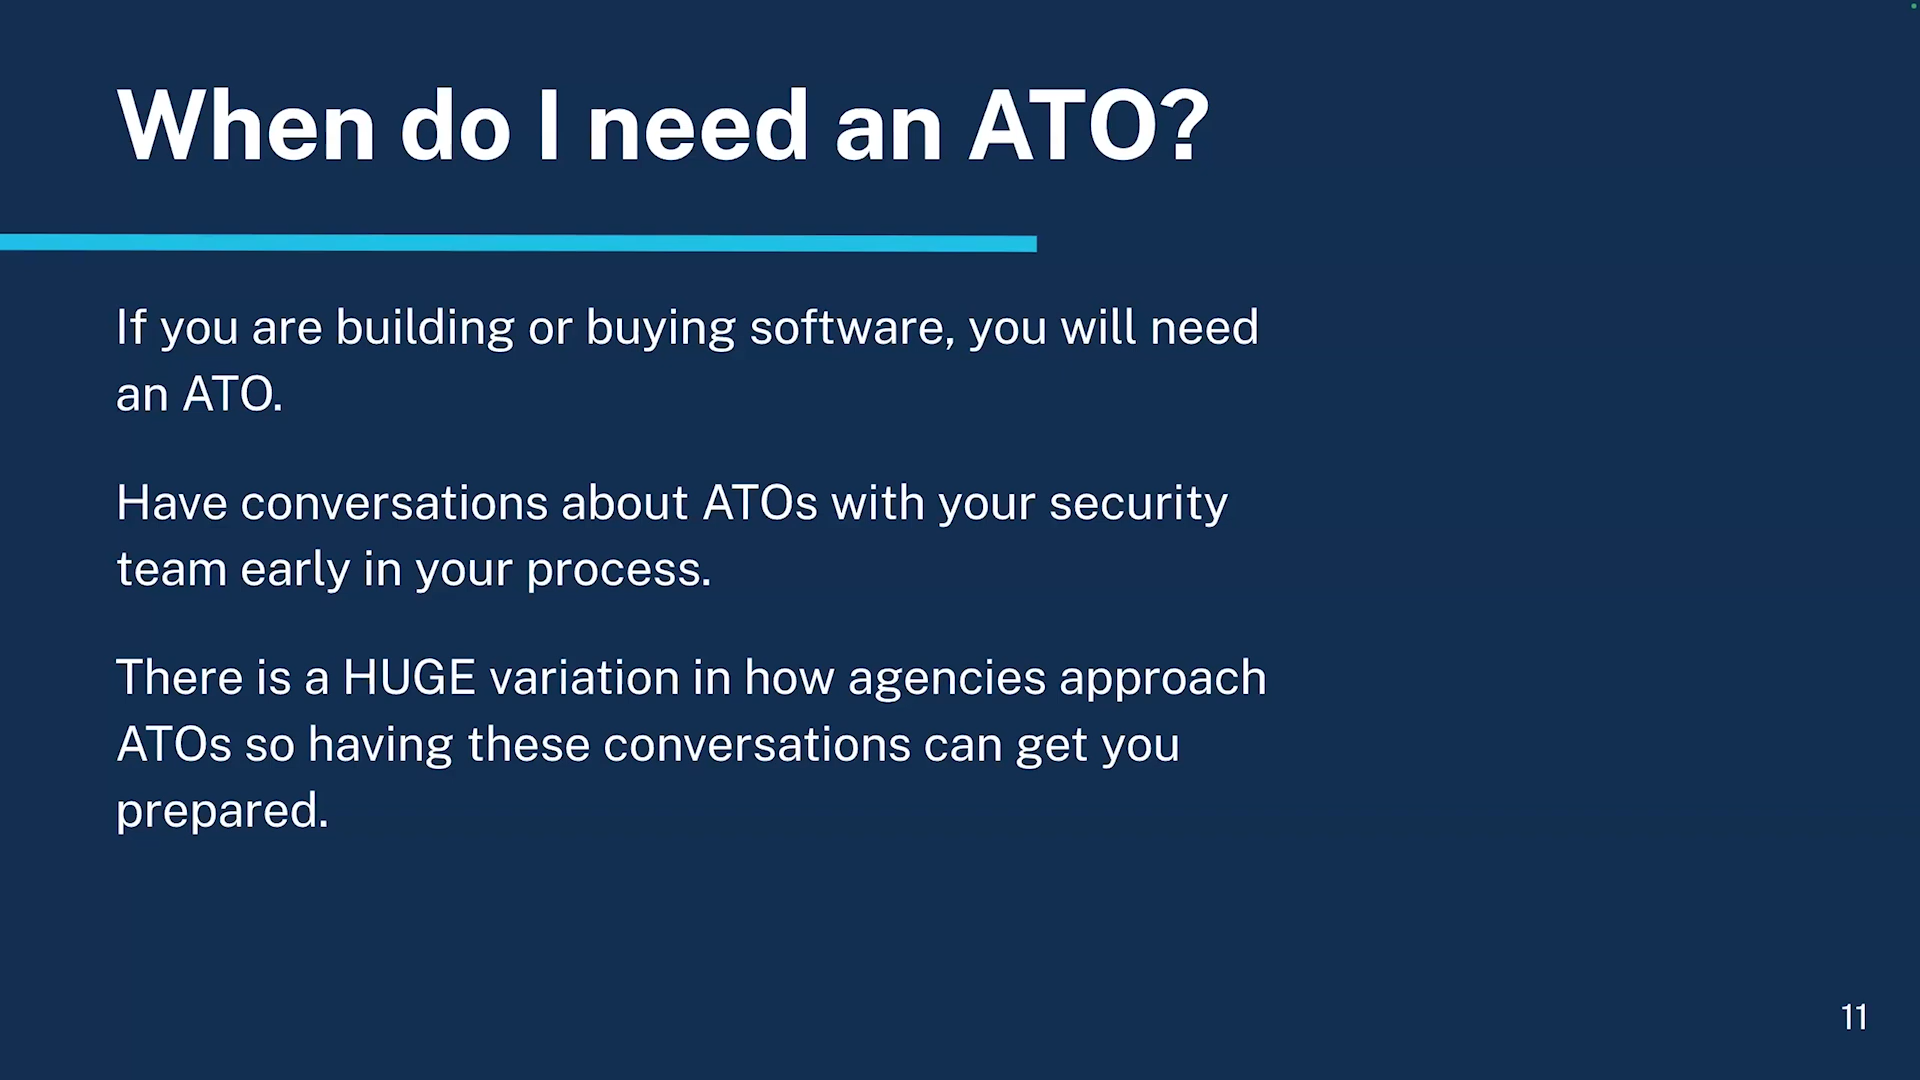 When do I need an ATO?
If you are building or buying software, you will need
an ATO.
Have conversations about ATOs with your security
team early in your process.
There is a HUGE variation in how agencies approach
ATOs so having these conversations can get you
prepared.
11